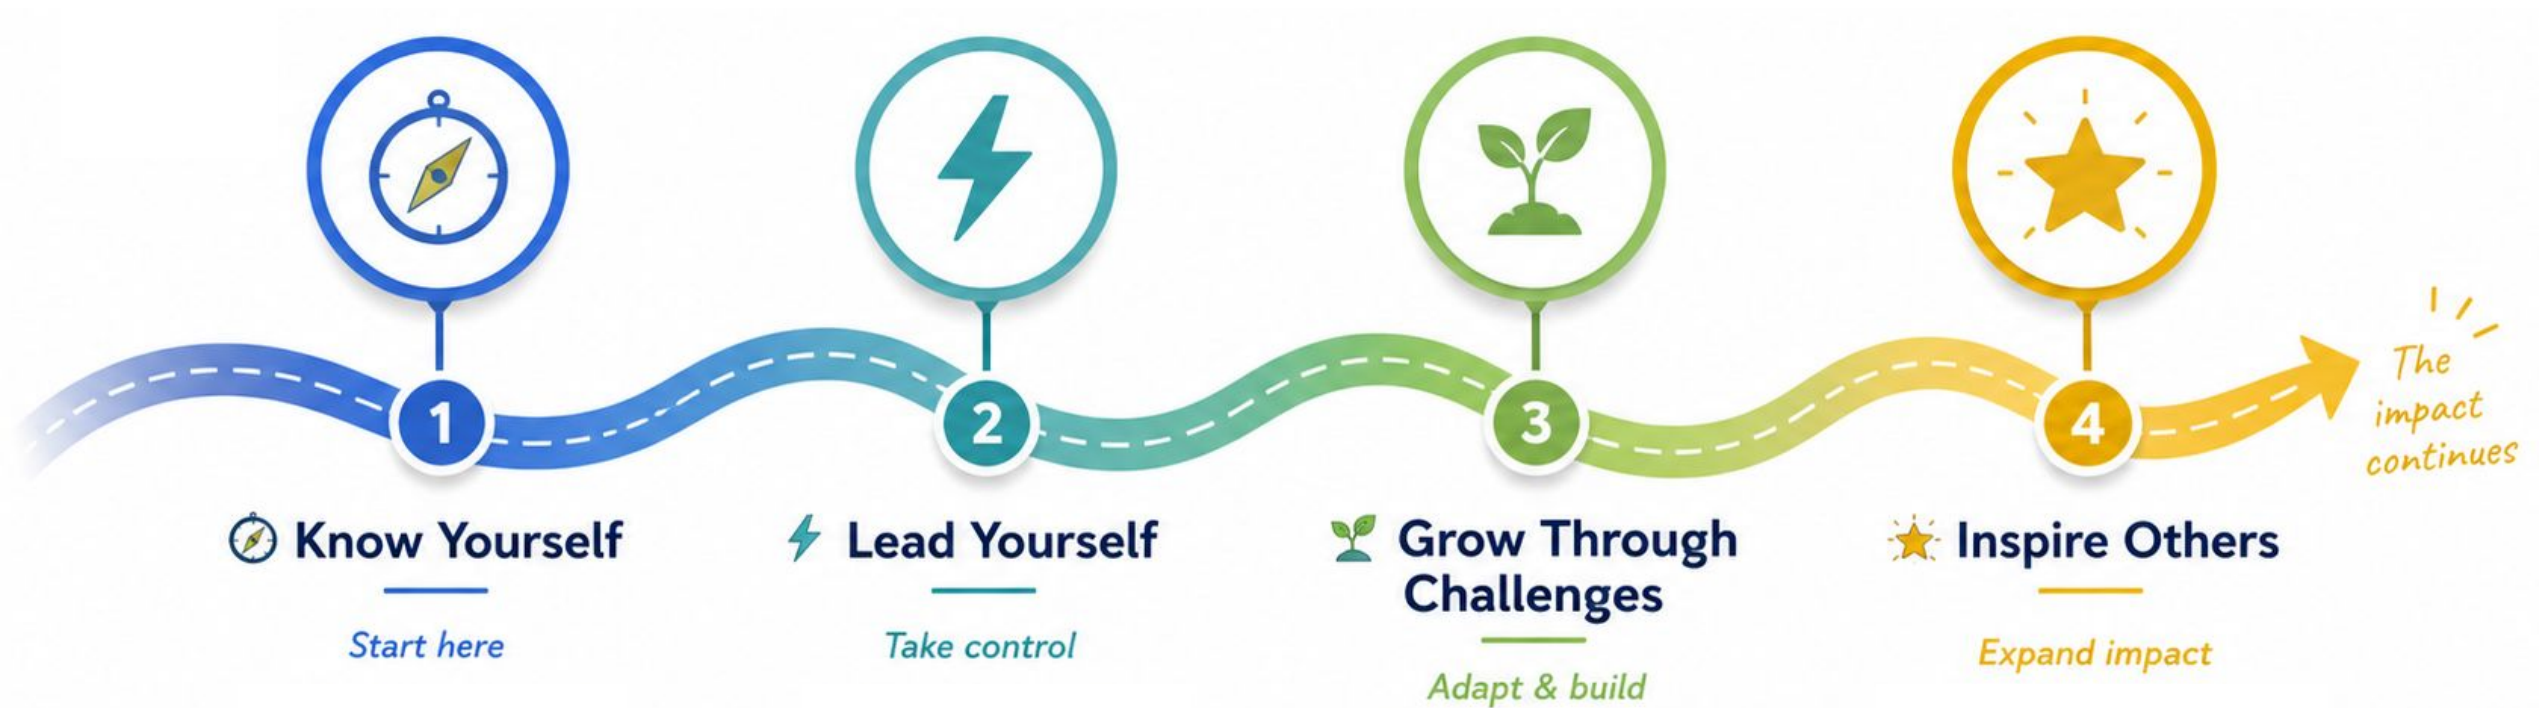 1
2
3
4
The
impact
continues
Know Yourself
Start here
Lead Yourself
Take control
Grow Through
Challenges
Adapt & build
Inspire Others
Expand impact